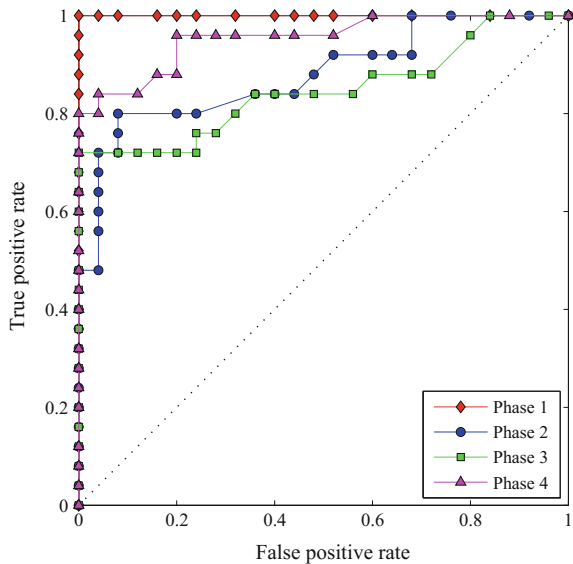 1
0.8
0.6
0.4
0.2
0
0
0.2
0.4
0.6
0.8
1
True positive rate
False positive rate
Phase 1
Phase 2
Phase 3
Phase 4